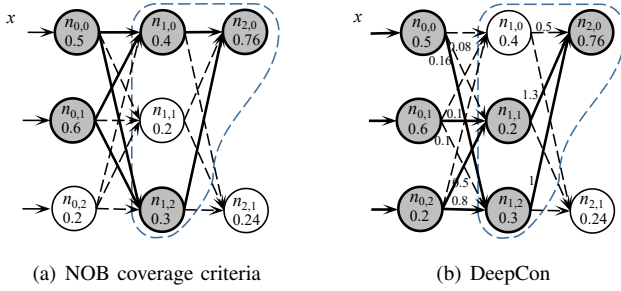 x
n0,0
0.5
n1,0
0.4
n2,0
0.76
n0,1
0.6
n1,1
0.2
n0,2
0.2
n1,2
0.3
n2,1
0.24
(a) NOB coverage criteria
x
n0,0
0.5
n1,0
0.4
n2,0
0.76
0.08
0.16
0.5
n0,1
0.6
n1,1
0.2
0.1
0.1
1.3
n0,2
0.2
n1,2
0.3
n2,1
0.24
0.5
0.8
1
(b) DeepCon